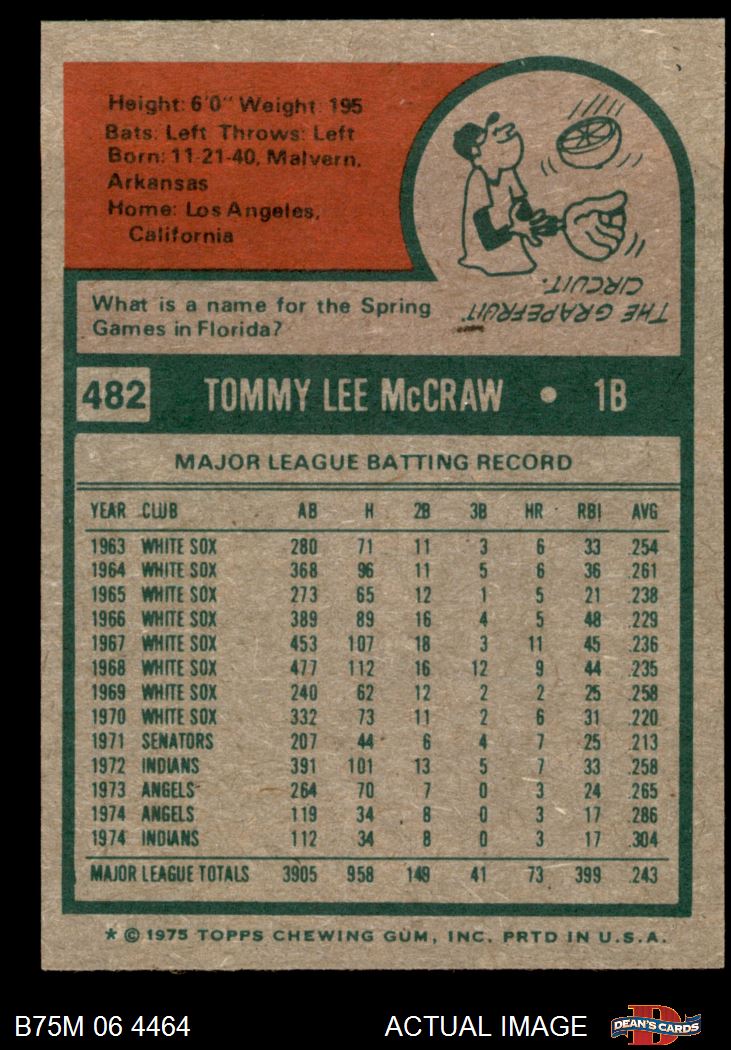 Height: 6'0" Weight: 195
Bats: Left Throws: Left
Born: 11-21-40, Malvern,
Arkansas
Home: Los Angeles,
California
What is a name for the Spring
Games in Florida?
THE GRAPEFRUIT
CIRCUIT.
482 TOMMY LEE McCRAW • 1B
MAJOR LEAGUE BATTING RECORD
YEAR CLUB AB H 2B 3B HR RBI AVG
1963 WHITE SOX 280 71 11 3 6 33 .254
1964 WHITE SOX 368 96 11 5 6 36 .261
1965 WHITE SOX 273 65 12 1 5 21 .238
1966 WHITE SOX 389 89 16 4 5 48 .229
1967 WHITE SOX 453 107 18 3 11 45 .236
1968 WHITE SOX 477 112 16 12 9 44 .235
1969 WHITE SOX 240 62 12 2 2 25 .258
1970 WHITE SOX 332 73 11 2 6 31 .220
1971 SENATORS 207 44 6 4 7 25 .213
1972 INDIANS 391 101 13 5 7 33 .258
1973 ANGELS 264 70 7 0 3 24 .265
1974 ANGELS 119 34 8 0 3 17 .286
1974 INDIANS 112 34 8 0 3 17 .304
MAJOR LEAGUE TOTALS 3905 958 149 41 73 399 .243
* © 1975 TOPPS CHEWING GUM, INC. PRTD IN U.S.A.
B75M 06 4464 ACTUAL IMAGE DEAN'S CARDS